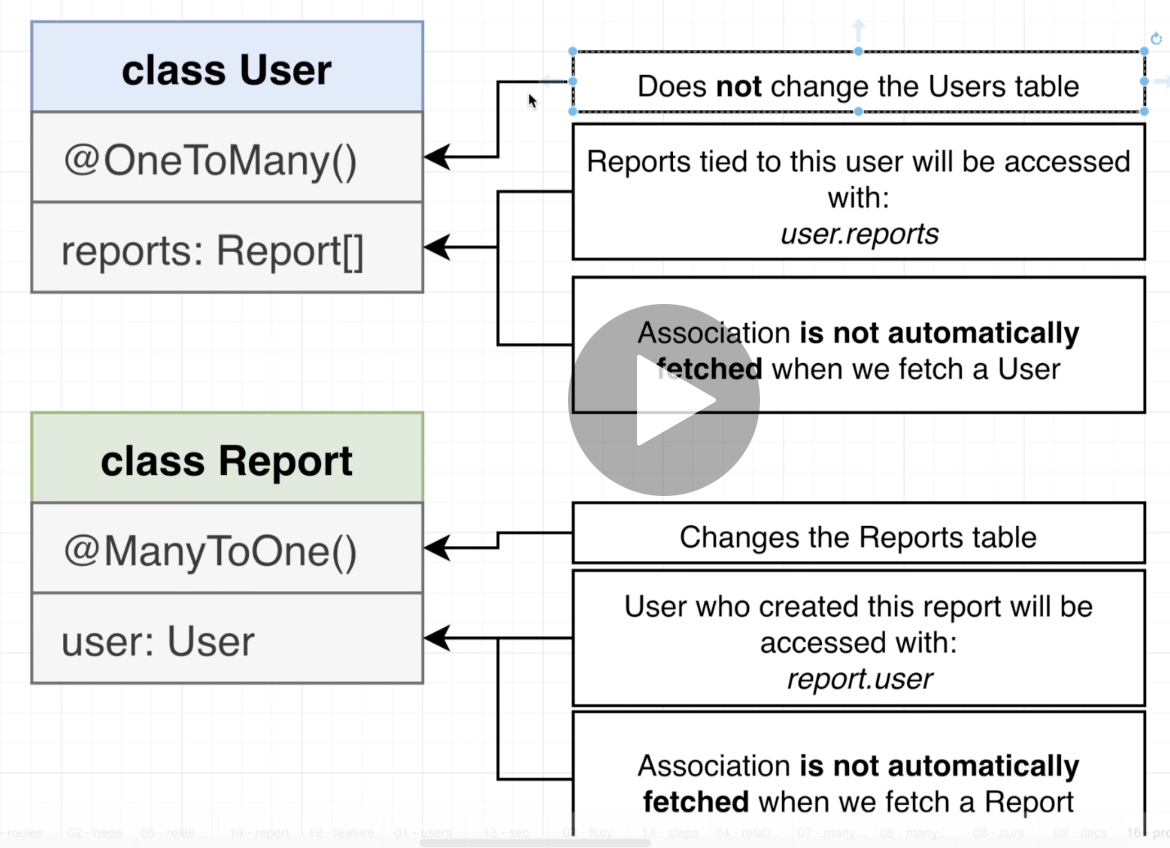 class User
@OneToMany()
reports: Report[]
Does not change the Users table
Reports tied to this user will be accessed
with:
user.reports
Association is not automatically
fetched when we fetch a User
class Report
@ManyToOne()
user: User
Changes the Reports table
User who created this report will be
accessed with:
report.user
Association is not automatically
fetched when we fetch a Report
- routes 02 - neds 05 - relati... 10 - report 12 - feature 01 - users 13 - sec 14 - steps 04 - relati... 07 - many... 08 - many... 08 - ours 09 - decs 16 - pro